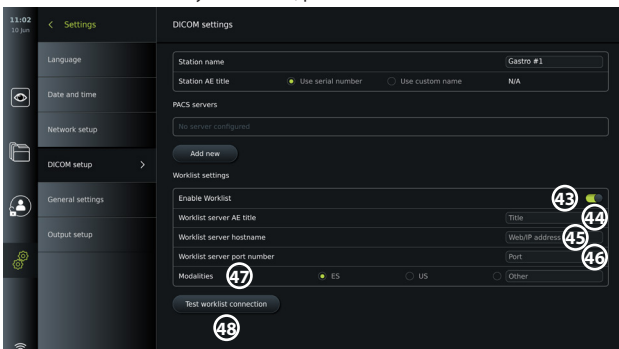 11:02
10 Jun
Settings
Language
Date and time
Network setup
DICOM setup
General settings
Output setup
DICOM settings
Station name Gastro #1
Station AE title Use serial number Use custom name N/A
PACS servers
No server configured
Add new
Worklist settings
Enable Worklist 43
Worklist server AE title Title 44
Worklist server hostname Web/IP address 45
Worklist server port number Port 46
Modalities 47 ES US Other
Test worklist connection
48